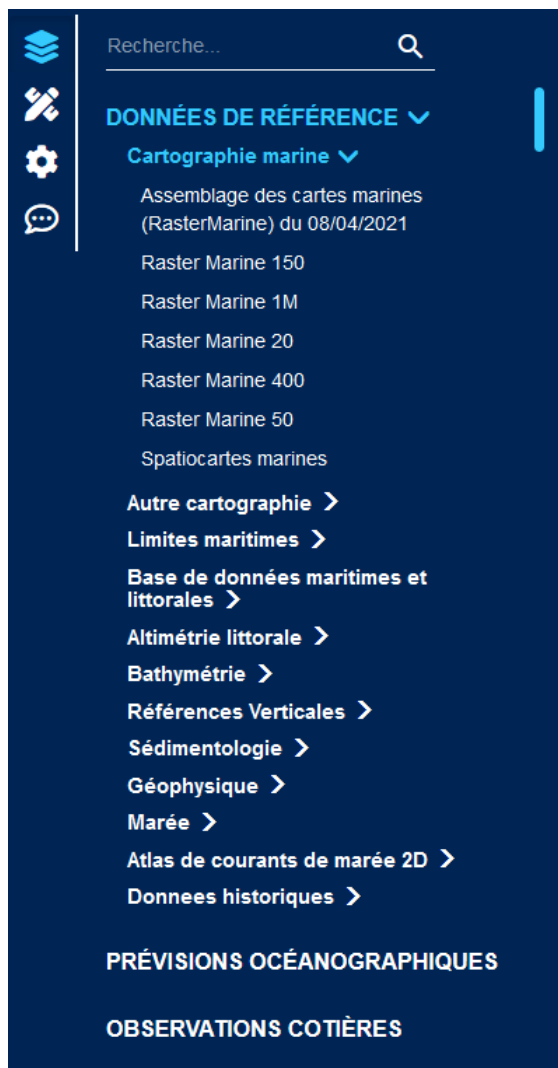 Recherche...
DONNÉES DE RÉFÉRENCE
Cartographie marine
Assemblage des cartes marines
(RasterMarine) du 08/04/2021
Raster Marine 150
Raster Marine 1M
Raster Marine 20
Raster Marine 400
Raster Marine 50
Spatiocartes marines
Autre cartographie
Limites maritimes
Base de données maritimes et
littorales
Altimétrie littorale
Bathymétrie
Références Verticales
Sédimentologie
Géophysique
Marée
Atlas de courants de marée 2D
Donnees historiques
PRÉVISIONS OCÉANOGRAPHIQUES
OBSERVATIONS COTIÈRES